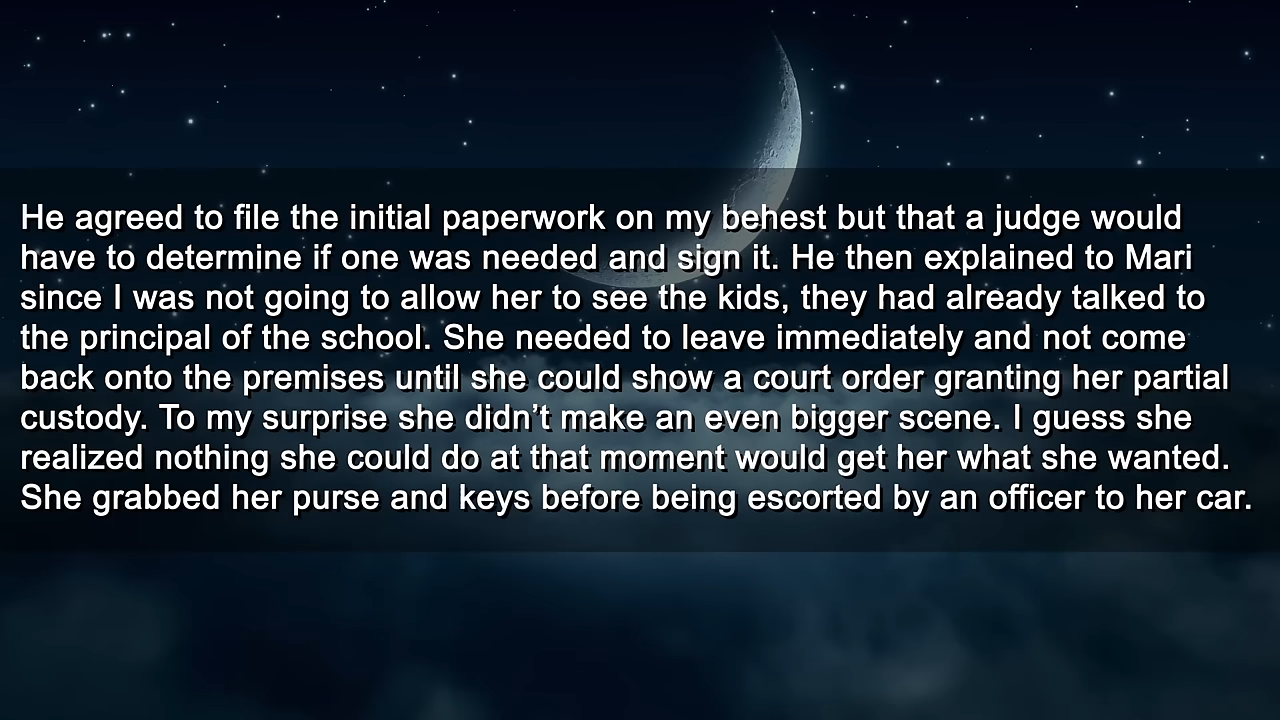 He agreed to file the initial paperwork on my behest but that a judge would
have to determine if one was needed and sign it. He then explained to Mari
since I was not going to allow her to see the kids, they had already talked to
the principal of the school. She needed to leave immediately and not come
back onto the premises until she could show a court order granting her partial
custody. To my surprise she didn’t make an even bigger scene. I guess she
realized nothing she could do at that moment would get her what she wanted.
She grabbed her purse and keys before being escorted by an officer to her car.